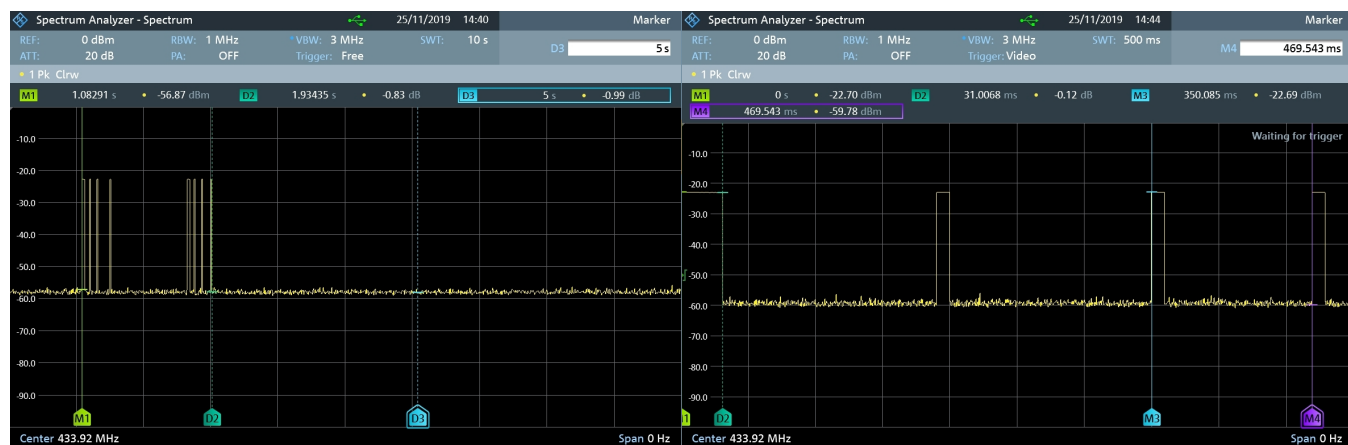 Spectrum Analyzer - Spectrum 25/11/2019 14:40 Marker
REF: 0 dBm RBW: 1 MHz *VBW: 3 MHz SWT: 10 s D3 5 s
ATT: 20 dB PA: OFF Trigger: Free
• 1 Pk Clrw
M1 1.08291 s • -56.87 dBm D2 1.93435 s • -0.83 dB D3 5 s • -0.99 dB
-10.0
-20.0
-30.0
-40.0
-50.0
-60.0
-70.0
-80.0
-90.0
M1 D2 D3
Center 433.92 MHz Span 0 Hz
Spectrum Analyzer - Spectrum 25/11/2019 14:44 Marker
REF: 0 dBm RBW: 1 MHz *VBW: 3 MHz SWT: 500 ms M4 469.543 ms
ATT: 20 dB PA: OFF Trigger: Video
• 1 Pk Clrw
M1 0 s • -22.70 dBm D2 31.0068 ms • -0.12 dB M3 350.085 ms • -22.69 dBm
M4 469.543 ms • -59.78 dBm
Waiting for trigger
-10.0
-20.0
-30.0
-40.0
-50.0
-60.0
-70.0
-80.0
-90.0
1 D2 M3 M4
Center 433.92 MHz Span 0 Hz